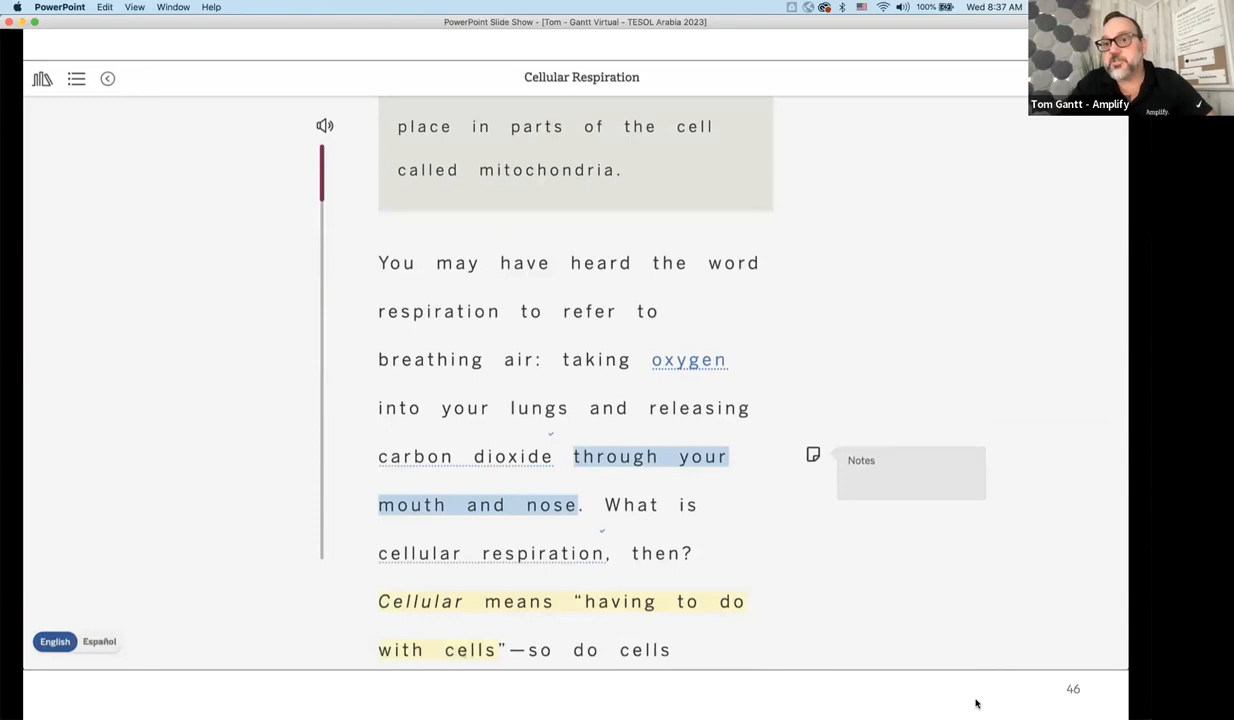 PowerPoint Edit View Window Help 100% Wed 8:37 AM
PowerPoint Slide Show - [Tom - Gantt Virtual - TESOL Arabia 2023]
Cellular Respiration
place in parts of the cell
called mitochondria.
You may have heard the word
respiration to refer to
breathing air: taking oxygen
into your lungs and releasing
carbon dioxide through your
mouth and nose. What is
cellular respiration, then?
Cellular means “having to do
with cells”—so do cells
Notes
English Español
46
Tom Gantt - Amplify
Amplify.